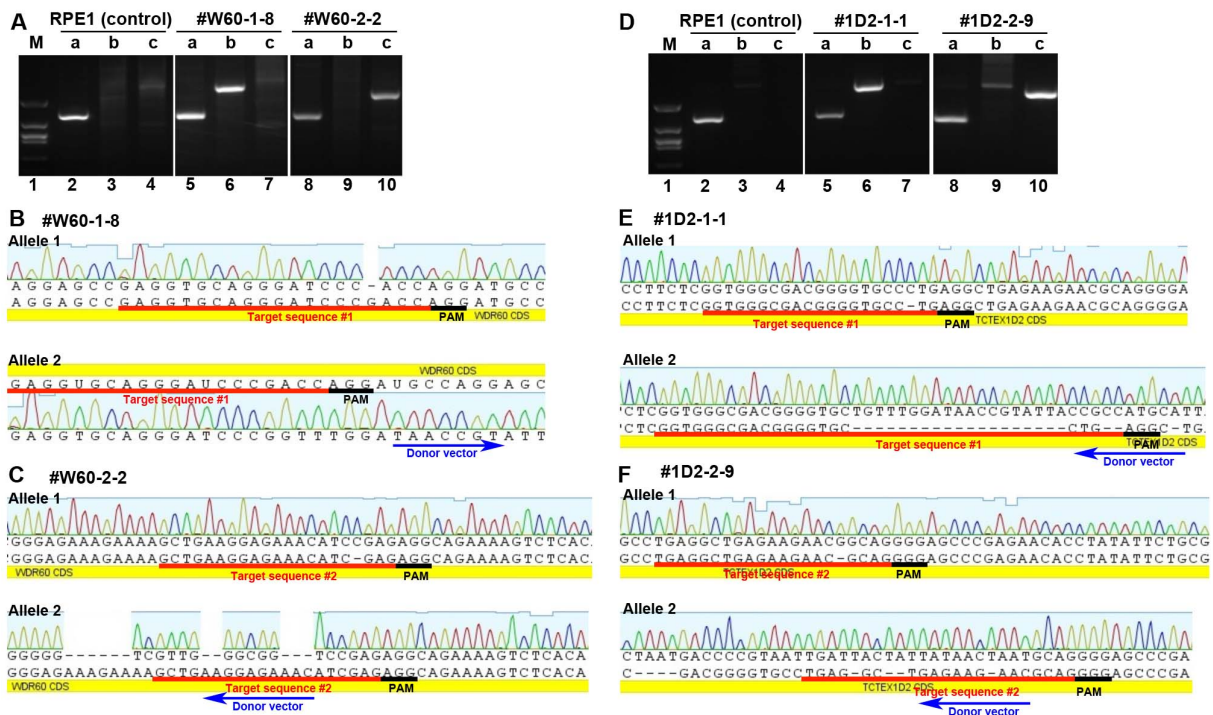 A
RPE1 (control)
#W60-1-8
#W60-2-2
M
a
b
c
a
b
c
a
b
c
1
2
3
4
5
6
7
8
9
10
B
#W60-1-8
Allele 1
AGGAGCCGAGGTGCAGGGATCCC-ACCAGGATGCC
AGGAGCCGAGGTGCAGGGATCCCGACCAGGATGCC
Target sequence #1
PAM
WDR60 CDS
Allele 2
WDR60 CDS
GAGGUGCAGGGAUCCCGACCAGGAUGCCAGGAGC
Target sequence #1
PAM
GAGGTGCAGGGATCCCGGTTTGGATAACCGTATT
Donor vector
C
#W60-2-2
Allele 1
GGGAGAAAGAAAAGCTGAAGGAGAAACATCCGAGAGGCAGAAAAGTCTCAC
GGGAGAAAGAAAAGCTGAAGGAGAAACATC-GAGAGGCAGAAAAGTCTCAC
WDR60 CDS
Target sequence #2
PAM
Allele 2
GGGGG------TCGTTG--GGCGG---TCCGAGAGGCAGAAAAGTCTCACA
GGGAGAAAGAAAAGCTGAAGGAGAAACATCGAGAGGCAGAAAAGTCTCACA
WDR60 CDS
Target sequence #2
PAM
Donor vector
D
RPE1 (control)
#1D2-1-1
#1D2-2-9
M
a
b
c
a
b
c
a
b
c
1
2
3
4
5
6
7
8
9
10
E
#1D2-1-1
Allele 1
CCTTCTCGGTGGGCGACGGGGTGCCCTGAGGCTGAGAAGAACGCAGGGGA
CCTTCTCGGTGGGCGACGGGGTGCC-TGAGGCTGAGAAGAACGCAGGGGA
Target sequence #1
PAM
TCTEX1D2 CDS
Allele 2
CTCGGTGGGCGACGGGGTGCTGTTTGGATAACCGTATTACCGCCATGCATT
CTCGGTGGGCGACGGGGTGC-------------------CTG--AGGC-TG
Target sequence #1
PAM
TCTEX1D2 CDS
Donor vector
F
#1D2-2-9
Allele 1
GCCTGAGGCTGAGAAGAACGGCAGGGGAGCCCGAGAACACCTATATTCTGCG
GCCTGAGGCTGAGAAGAAC-GCAGGGGAGCCCGAGAACACCTATATTCTGCG
TCTEX1D2 CDS
Target sequence #2
PAM
Allele 2
CTAATGACCCCGTAATTGATTACTATTATAACTAATGCAGGGGAGCCCGA
C----GACGGGGTGCCTGAG-GC--TGAGAAG-AACGCAGGGGAGCCCGA
TCTEX1D2 CDS
Target sequence #2
PAM
Donor vector